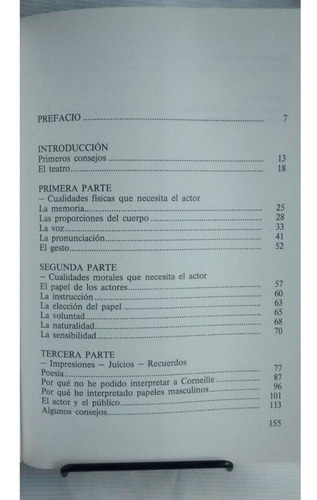 PREFACIO ..... 7
INTRODUCCIÓN
Primeros consejos ..... 13
El teatro ..... 18
PRIMERA PARTE
– Cualidades físicas que necesita el actor
La memoria ..... 25
Las proporciones del cuerpo ..... 28
La voz ..... 33
La pronunciación ..... 41
El gesto ..... 52
SEGUNDA PARTE
– Cualidades morales que necesita el actor
El papel de los actores ..... 57
La instrucción ..... 60
La elección del papel ..... 63
La voluntad ..... 65
La naturalidad ..... 68
La sensibilidad ..... 70
TERCERA PARTE
– Impresiones – Juicios – Recuerdos
Poesía ..... 77
Por qué no he podido interpretar a Corneille ..... 87
Por qué he interpretado papeles masculinos ..... 96
El actor y el público ..... 101
Algunos consejos ..... 113
155